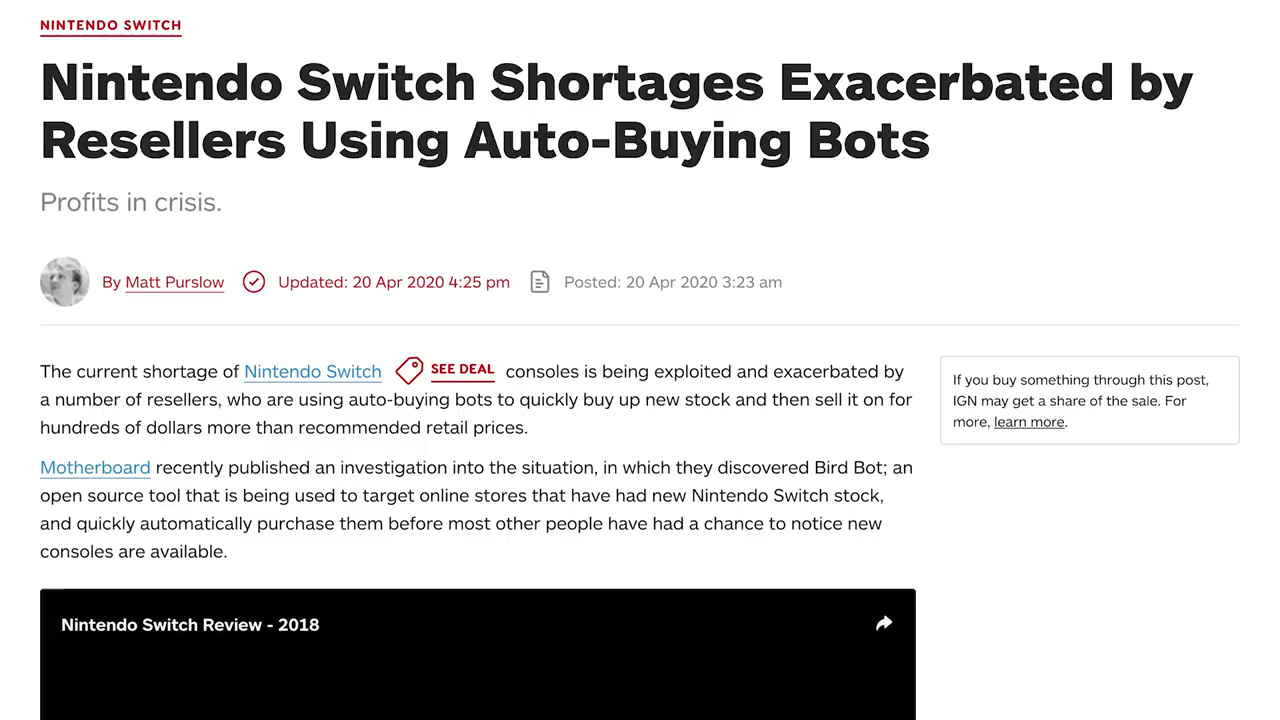 NINTENDO SWITCH
Nintendo Switch Shortages Exacerbated by
Resellers Using Auto-Buying Bots
Profits in crisis.
By Matt Purslow Updated: 20 Apr 2020 4:25 pm Posted: 20 Apr 2020 3:23 am
The current shortage of Nintendo Switch SEE DEAL consoles is being exploited and exacerbated by
a number of resellers, who are using auto-buying bots to quickly buy up new stock and then sell it on for
hundreds of dollars more than recommended retail prices.
Motherboard recently published an investigation into the situation, in which they discovered Bird Bot; an
open source tool that is being used to target online stores that have had new Nintendo Switch stock,
and quickly automatically purchase them before most other people have had a chance to notice new
consoles are available.
If you buy something through this post,
IGN may get a share of the sale. For
more, learn more.
Nintendo Switch Review - 2018